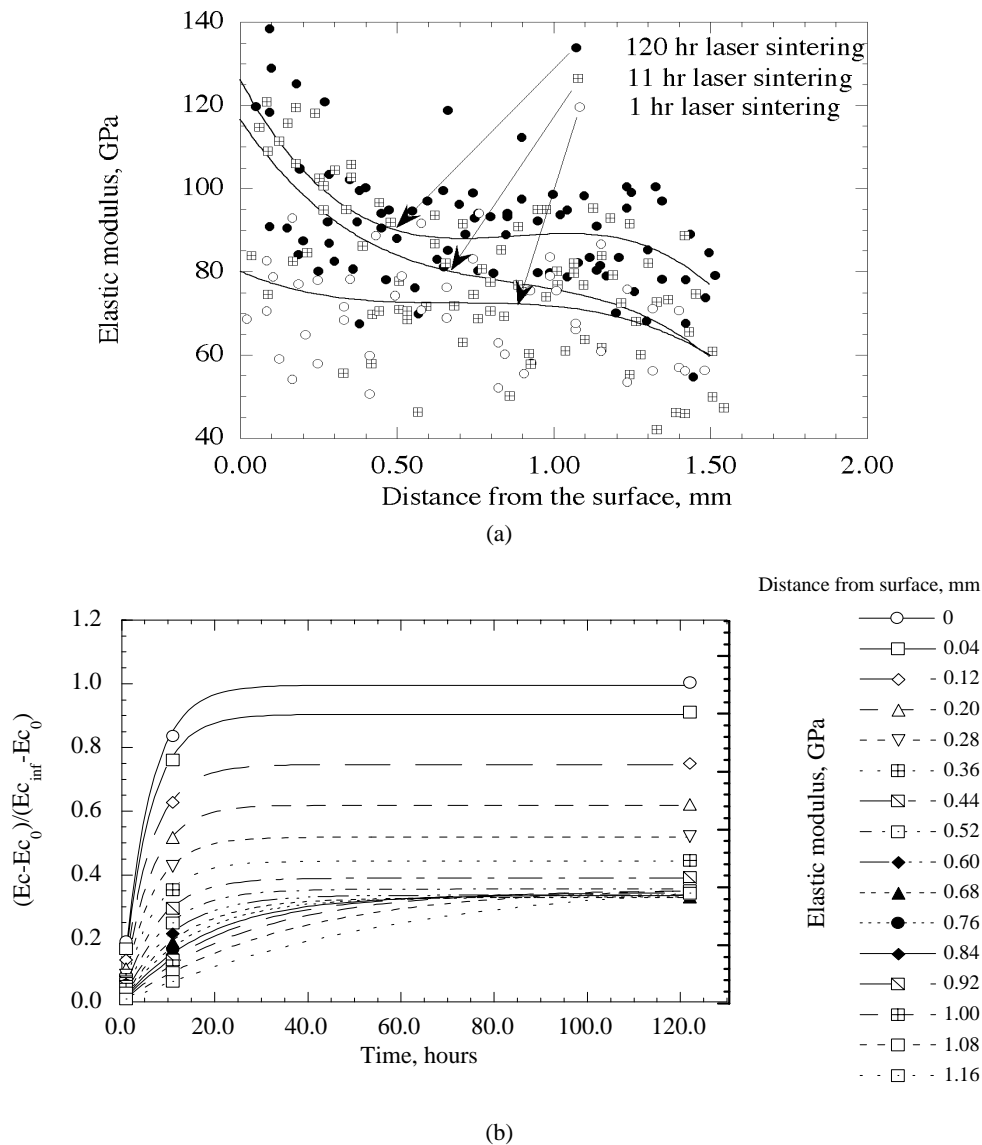 140
120
100
80
60
40
Elastic modulus, GPa
120 hr laser sintering
11 hr laser sintering
1 hr laser sintering
0.00 0.50 1.00 1.50 2.00
Distance from the surface, mm
(a)
Distance from surface, mm
1.2
1.0
0.8
0.6
0.4
0.2
0.0
(Ec-Ec0)/(Ecinf-Ec0)
0.0 20.0 40.0 60.0 80.0 100.0 120.0
Time, hours
Elastic modulus, GPa
0
0.04
0.12
0.20
0.28
0.36
0.44
0.52
0.60
0.68
0.76
0.84
0.92
1.00
1.08
1.16
(b)